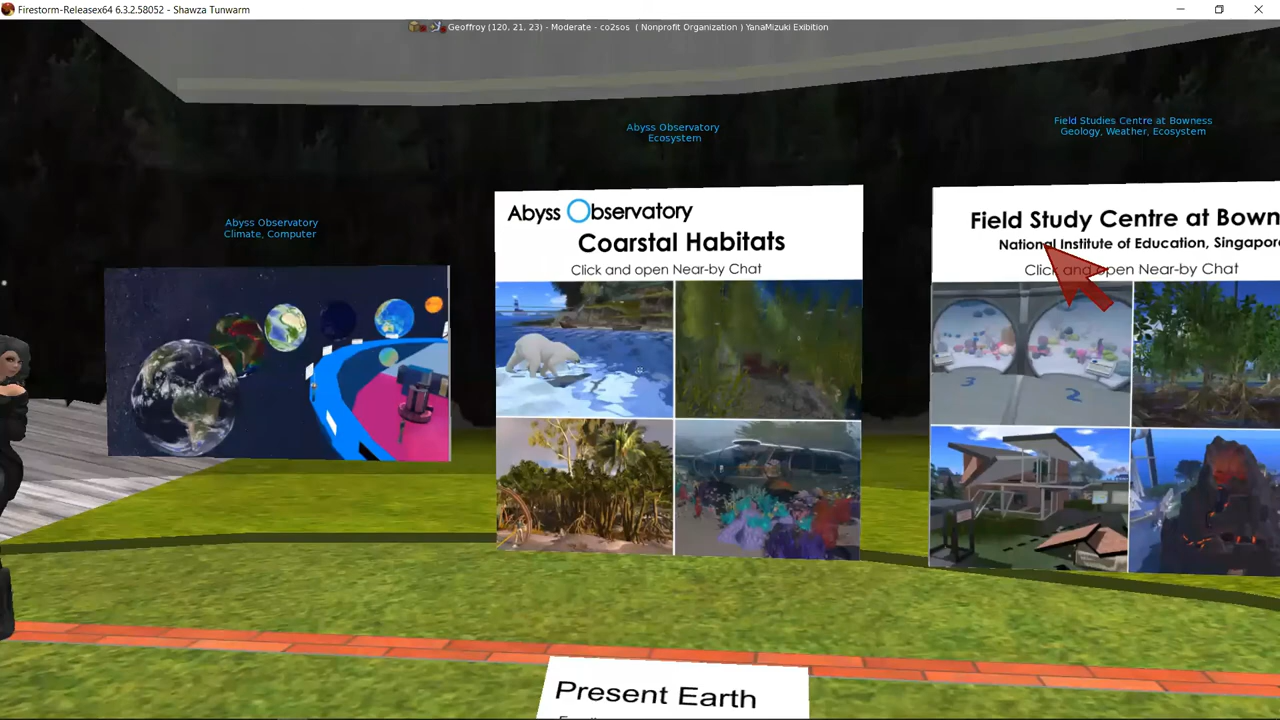 Firestorm-Releasex64 6.3.2.58052 - Shawza Tunwarm
Geoffroy (120, 21, 23) - Moderate - co2sos ( Nonprofit Organization ) YanaMizuki Exibition
Abyss Observatory
Ecosystem
Field Studies Centre at Bowness
Geology, Weather, Ecosystem
Abyss Observatory
Climate, Computer
Abyss Observatory
Coarstal Habitats
Click and open Near-by Chat
Field Study Centre at Bown
National Institute of Education, Singapor
Click and open Near-by Chat
3
2
Present Earth